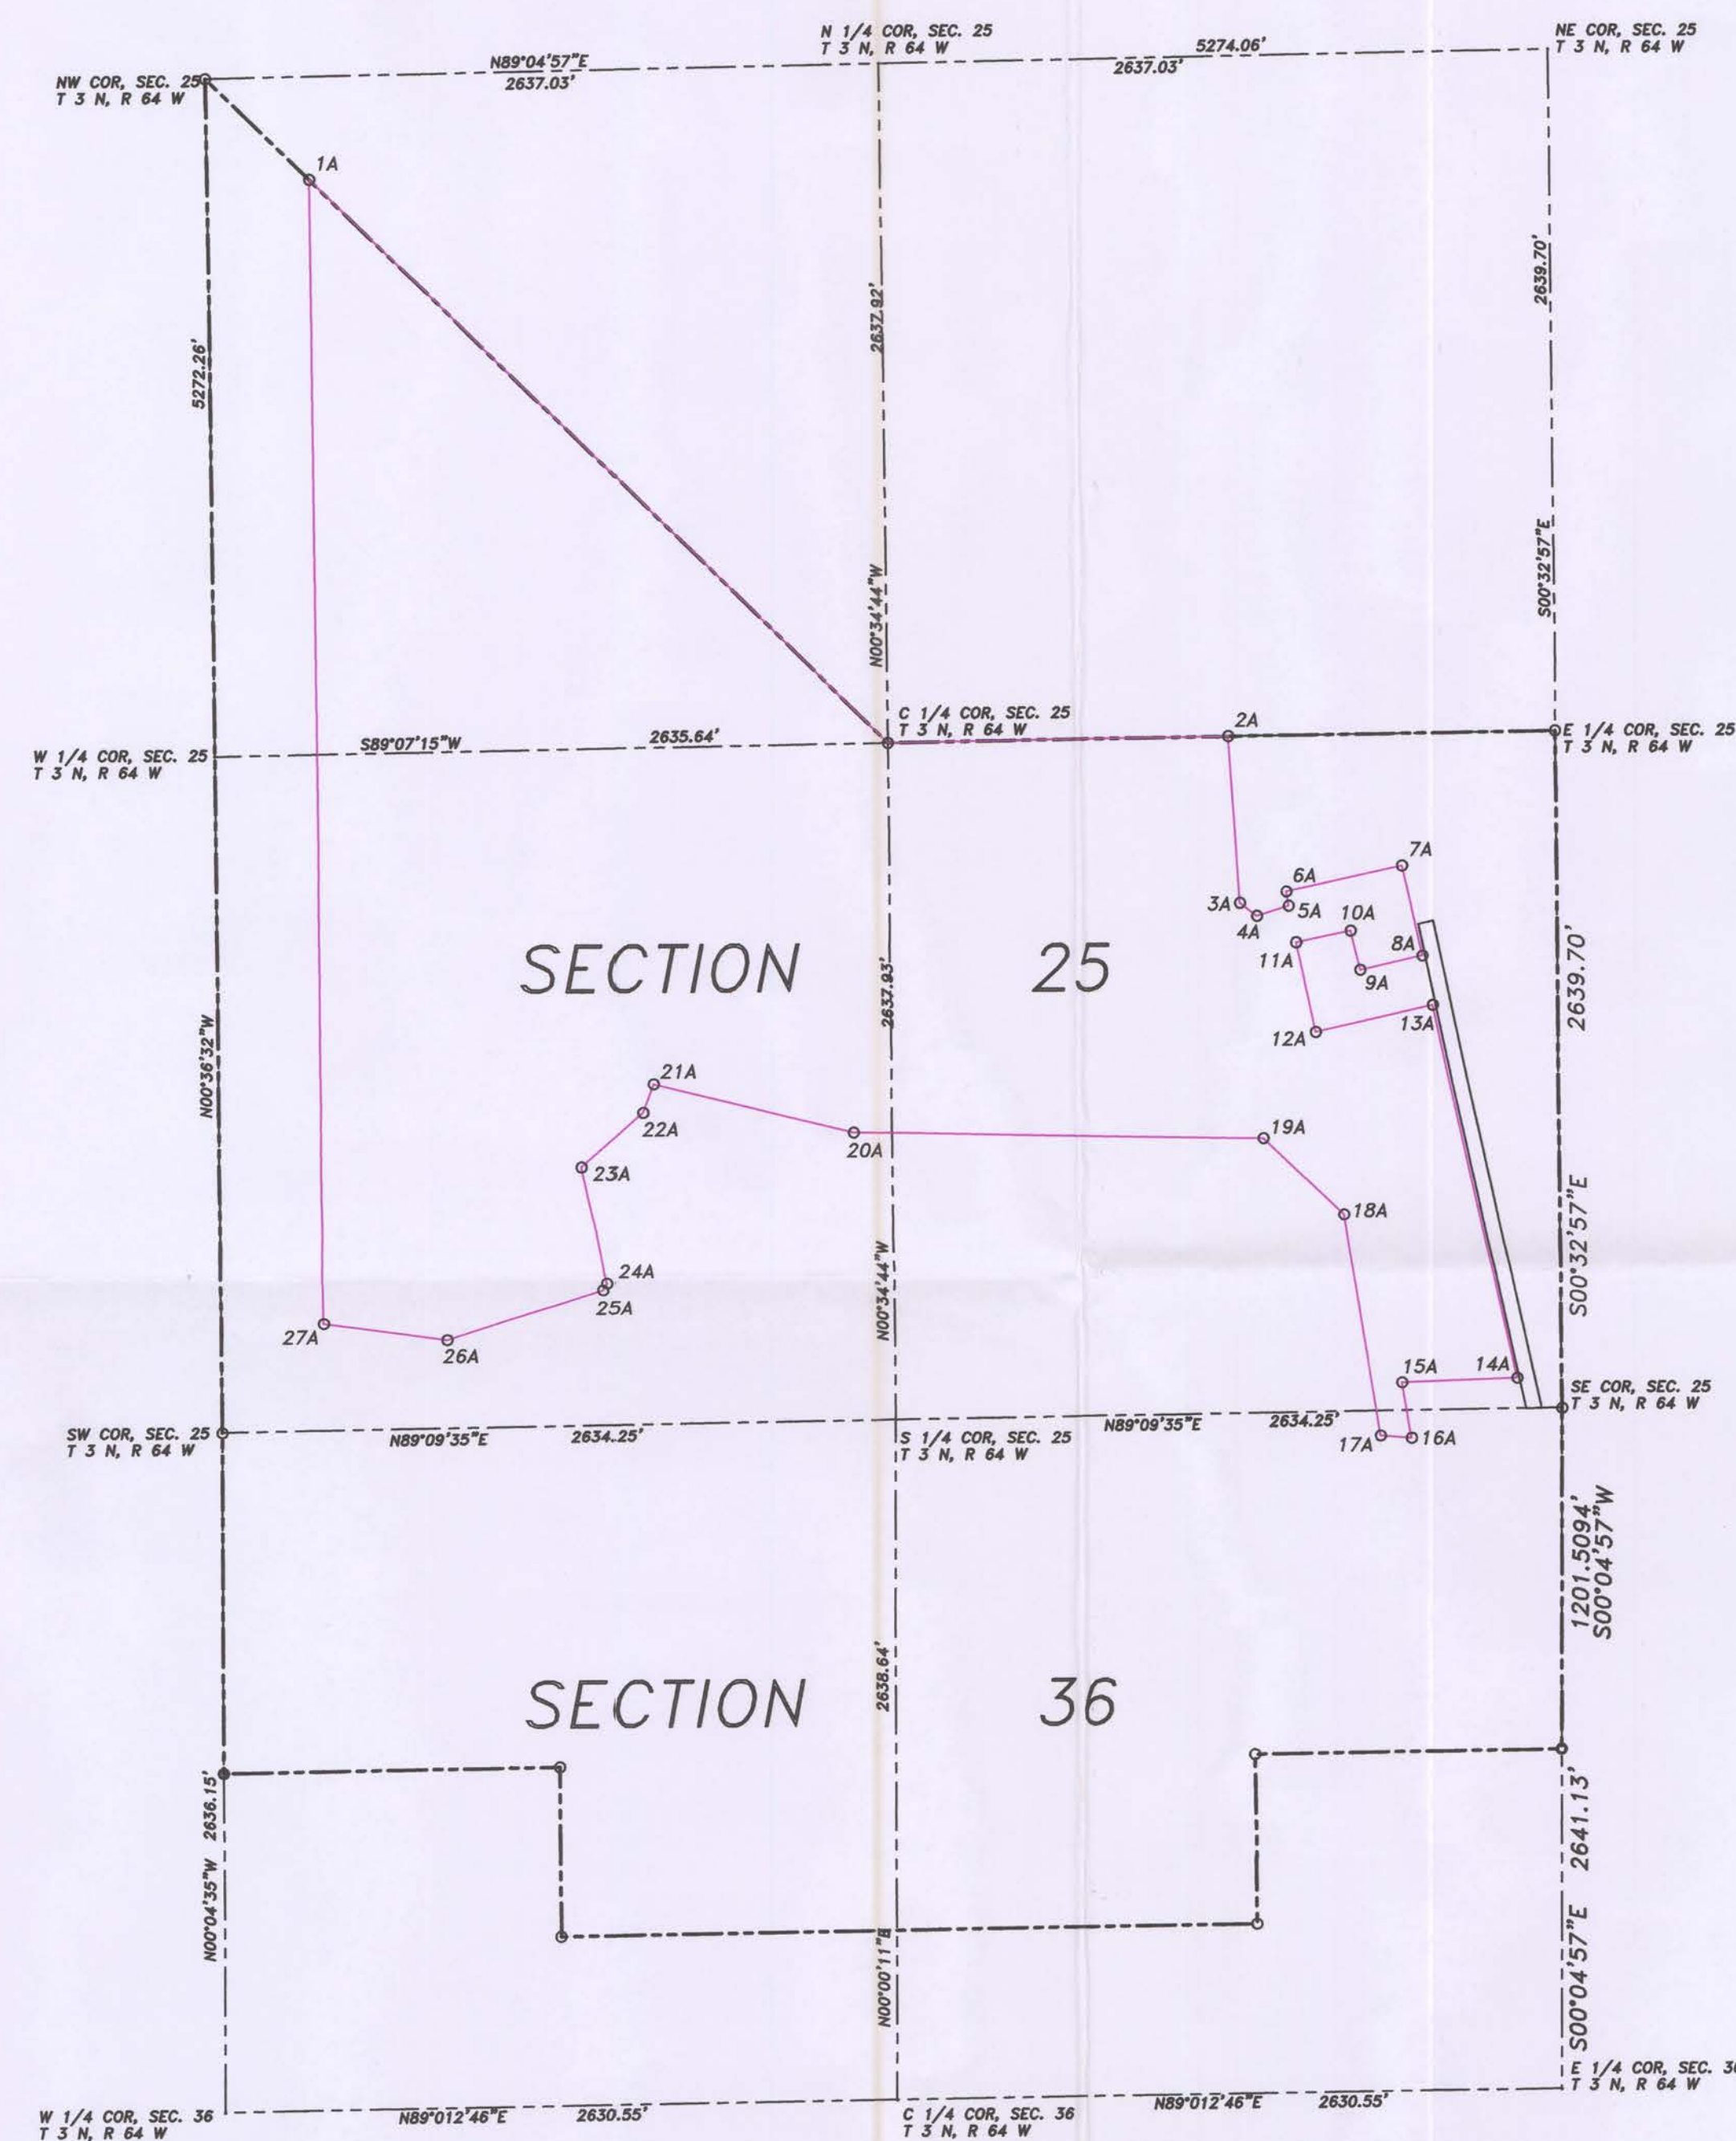 N 1/4 COR, SEC. 25
T 3 N, R 64 W
NE COR, SEC. 25
T 3 N, R 64 W
5274.06'
N89°04'57"E
2637.03'
2637.03'
NW COR, SEC. 25
T 3 N, R 64 W
1A
5272.26'
2637.92'
2639.70'
N00°34'44"W
S00°32'57"E
C 1/4 COR, SEC. 25
T 3 N, R 64 W
2A
E 1/4 COR, SEC. 25
T 3 N, R 64 W
S89°07'15"W
2635.64'
W 1/4 COR, SEC. 25
T 3 N, R 64 W
7A
6A
3A
5A
4A
10A
8A
11A
9A
SECTION 25
2637.93'
2639.70'
13A
12A
N00°36'32"W
21A
22A
20A
19A
23A
18A
S00°32'57"E
N00°34'44"W
24A
25A
27A
26A
15A
14A
SE COR, SEC. 25
T 3 N, R 64 W
SW COR, SEC. 25
T 3 N, R 64 W
N89°09'35"E
2634.25'
S 1/4 COR, SEC. 25
T 3 N, R 64 W
N89°09'35"E
2634.25'
17A
16A
1201.5094'
S00°04'57"W
2638.64'
SECTION 36
2636.15'
N00°04'35"W
2641.13'
S00°04'57"E
N00°00'11"E
E 1/4 COR, SEC. 36
T 3 N, R 64 W
W 1/4 COR, SEC. 36
T 3 N, R 64 W
N89°012'46"E
2630.55'
C 1/4 COR, SEC. 36
T 3 N, R 64 W
N89°012'46"E
2630.55'